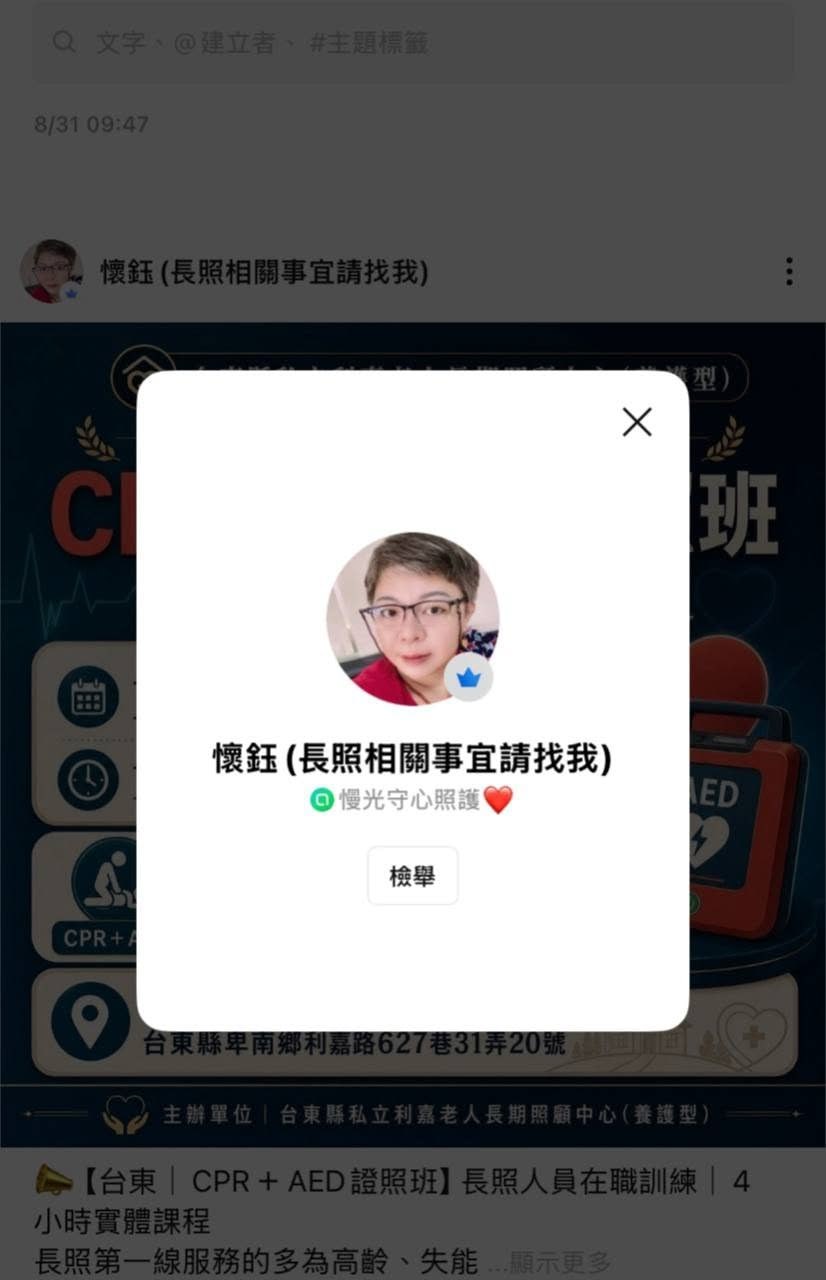 文字、@建立者、 #主題標籤
8/31 09:47
懷鈺 (長照相關事宜請找我)
型)
班
懷鈺 (長照相關事宜請找我)
慢光守心照護❤️
檢舉
AED
CPR+A
台東縣卑南鄉利嘉路627巷31弄20號
主辦單位| 台東縣私立利嘉老人長期照顧中心(養護型)
📣【台東| CPR + AED證照班】長照人員在職訓練| 4
小時實體課程
長照第一線服務的多為高齡、失能 ...顯示更多